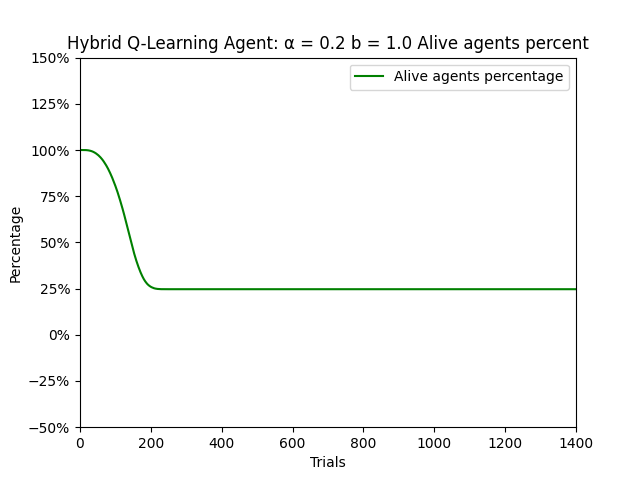 Hybrid Q-Learning Agent: α = 0.2 b = 1.0 Alive agents percent
150%
Alive agents percentage
125%
100%
75%
50%
25%
0%
−25%
−50%
Percentage
0 200 400 600 800 1000 1200 1400
Trials